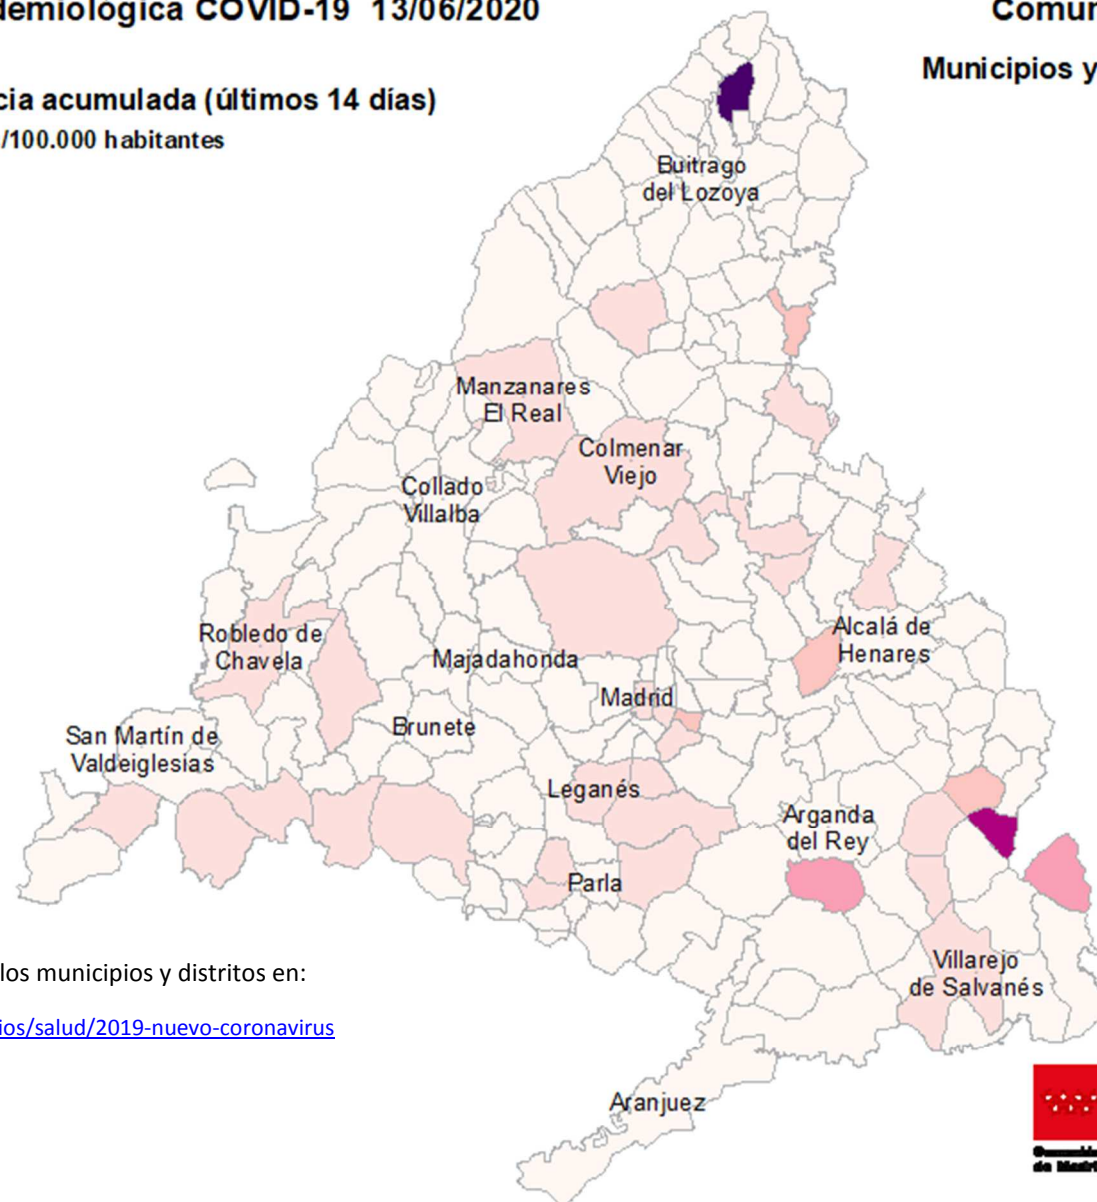 demiológica COVID-19 13/06/2020
Comun
Municipios y
cia acumulada (últimos 14 días)
/100.000 habitantes
Buitrago
del Lozoya
Manzanares
El Real
Colmenar
Viejo
Collado
Villalba
Robledo de
Chavela
Majadahonda
Alcalá de
Henares
Madrid
San Martín de
Valdeiglesias
Brunete
Leganés
Arganda
del Rey
Parla
Villarejo
de Salvanés
los municipios y distritos en:
ios/salud/2019-nuevo-coronavirus
Aranjuez